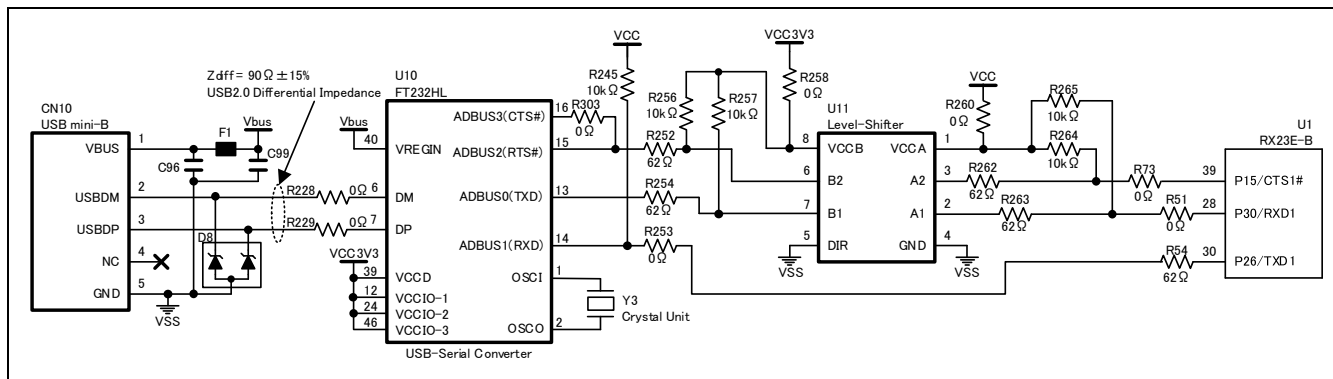 Zdiff= 90Ω±15%
USB2.0 Differential Impedance
CN10
USB mini-B
VBUS
1
F1
Vbus
C96
C99
USBDM
2
R228
0Ω
6
USBDP
3
R229
0Ω
7
D8
NC
4
GND
5
VSS
U10
FT232HL
Vbus
40
VREGIN
DM
DP
VCC3V3
39
VCCD
12
VCCIO-1
24
VCCIO-2
46
VCCIO-3
ADBUS3(CTS#)
16
R303
0Ω
ADBUS2(RTS#)
15
ADBUS0(TXD)
13
ADBUS1(RXD)
14
OSCI
1
OSCO
2
USB-Serial Converter
Y3
Crystal Unit
VCC
R245
10kΩ
R252
62Ω
R254
62Ω
R253
0Ω
R256
10kΩ
R257
10kΩ
VCC3V3
R258
0Ω
U11
Level-Shifter
8
VCCB
6
B2
7
B1
5
DIR
VSS
VCCA
1
A2
3
A1
2
GND
4
VSS
VCC
R260
0Ω
R262
62Ω
R263
62Ω
R265
10kΩ
R264
10kΩ
R73
0Ω
R51
0Ω
R54
62Ω
U1
RX23E-B
39
P15/CTS1#
28
P30/RXD1
30
P26/TXD1